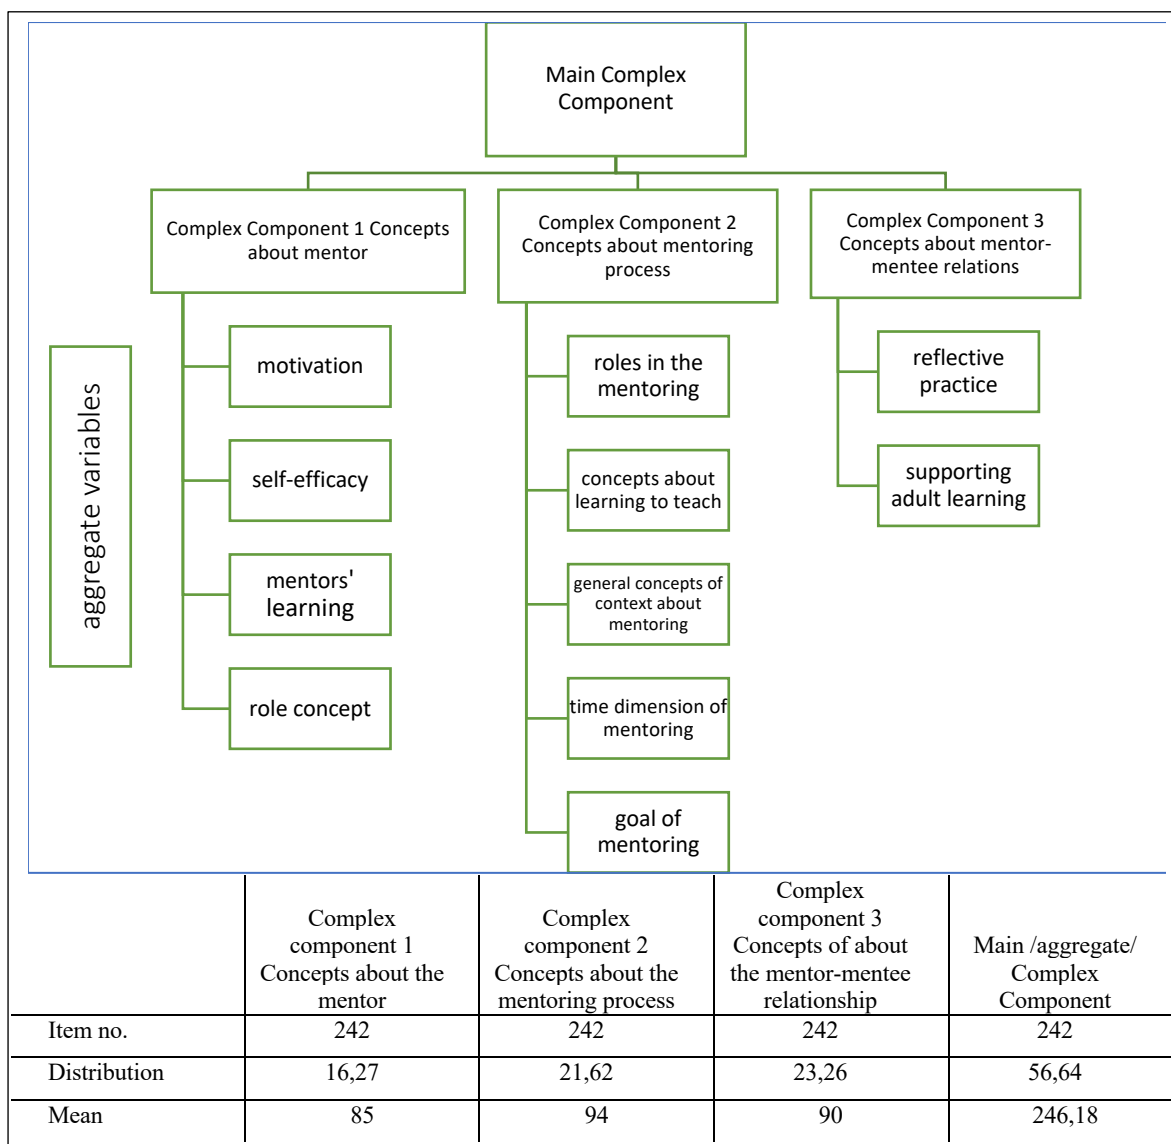 Main Complex
Component
Complex Component 1 Concepts
about mentor
Complex Component 2
Concepts about mentoring
process
Complex Component 3
Concepts about mentor-
mentee relations
aggregate variables
motivation
self-efficacy
mentors'
learning
role concept
roles in the
mentoring
concepts about
learning to teach
general concepts of
context about
mentoring
time dimension of
mentoring
goal of
mentoring
reflective
practice
supporting
adult learning
Complex
component 1
Concepts about the
mentor
Complex
component 2
Concepts about the
mentoring process
Complex
component 3
Concepts of about
the mentor-mentee
relationship
Main /aggregate/
Complex
Component
Item no. 242 242 242 242
Distribution 16,27 21,62 23,26 56,64
Mean 85 94 90 246,18